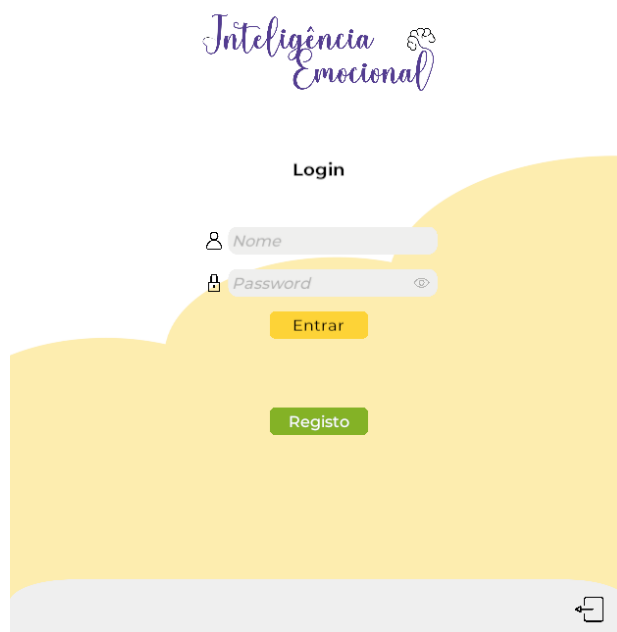 Inteligência
Emocional
Login
Nome
Password
Entrar
Registo